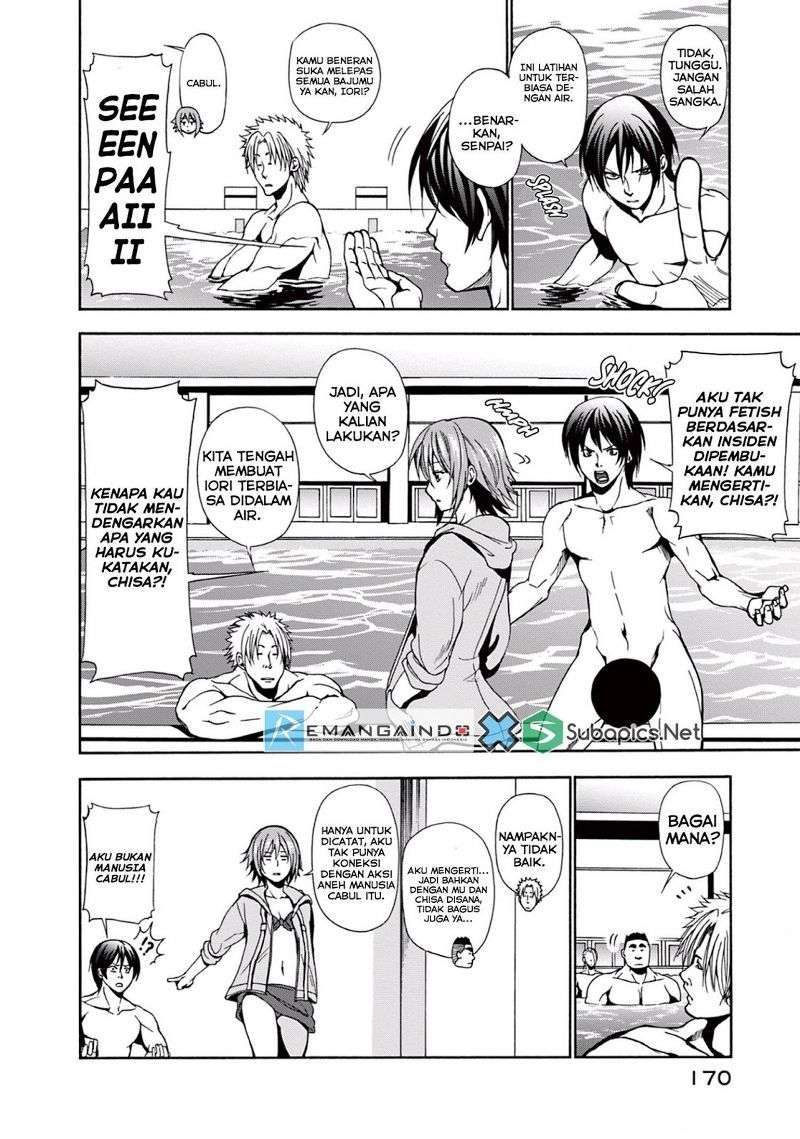 TIDAK,
TUNGGU.
JANGAN
SALAH
SANGKA.
INI LATIHAN
UNTUK TER-
BIASA DE-
NGAN AIR.
...BENAR-
KAN,
SENPAI?
SPLASH
KAMU BENERAN
SUKA MELEPAS
SEMUA BAJUMU
YA KAN, IORI?
CABUL.
SEE
EEN
PAA
AII
II
SHOCK!
AKU TAK
PUNYA FETISH
BERDASAR-
KAN INSIDEN
DIPEMBU-
KAAN! KAMU
MENGERTI-
KAN, CHISA?!
HMMPH
JADI, APA
YANG
KALIAN
LAKUKAN?
KITA TENGAH
MEMBUAT
IORI TERBIA-
SA DIDALAM
AIR.
KENAPA KAU
TIDAK MEN-
DENGARKAN
APA YANG
HARUS KU-
KATAKAN,
CHISA?!
REMANGAINDO
Subapics.Net
BAGAI
MANA?
NAMPAKN-
YA TIDAK
BAIK.
AKU MENGERTI...
JADI BAHKAN
DENGAN MU DAN
CHISA DISANA,
TIDAK BAGUS
JUGA YA...
HANYA UNTUK
DICATAT, AKU
TAK PUNYA
KONEKSI
DENGAN AKSI
ANEH MANUSIA
CABUL ITU.
AKU BUKAN
MANUSIA
CABUL!!!
!?
170